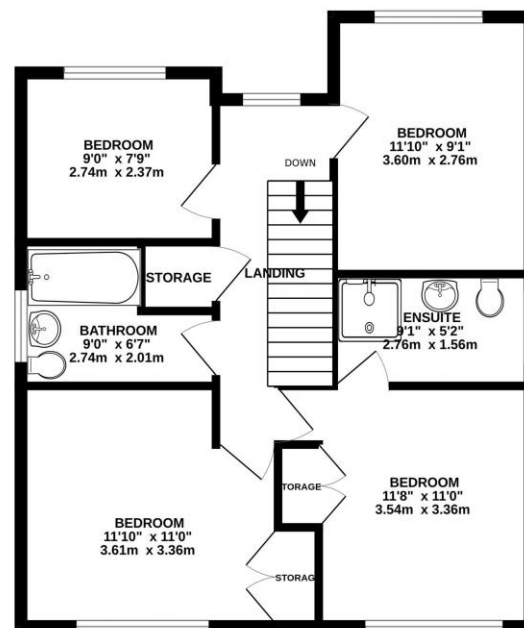 BEDROOM
9'0" x 7'9"
2.74m x 2.37m
BEDROOM
11'10" x 9'1"
3.60m x 2.76m
DOWN
STORAGE
LANDING
BATHROOM
9'0" x 6'7"
2.74m x 2.01m
ENSUITE
9'1" x 5'2"
2.76m x 1.56m
BEDROOM
11'10" x 11'0"
3.61m x 3.36m
TORAGE
BEDROOM
11'8" x 11'0"
3.54m x 3.36m
STORAG